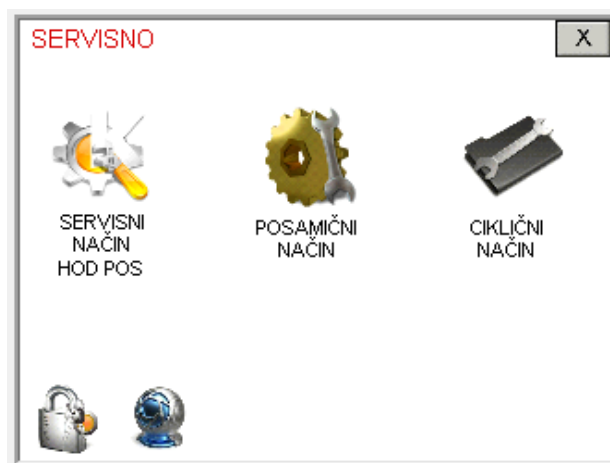 SERVISNO
X
SERVISNI
NAČIN
HOD POS
POSAMIČNI
NAČIN
CIKLIČNI
NAČIN